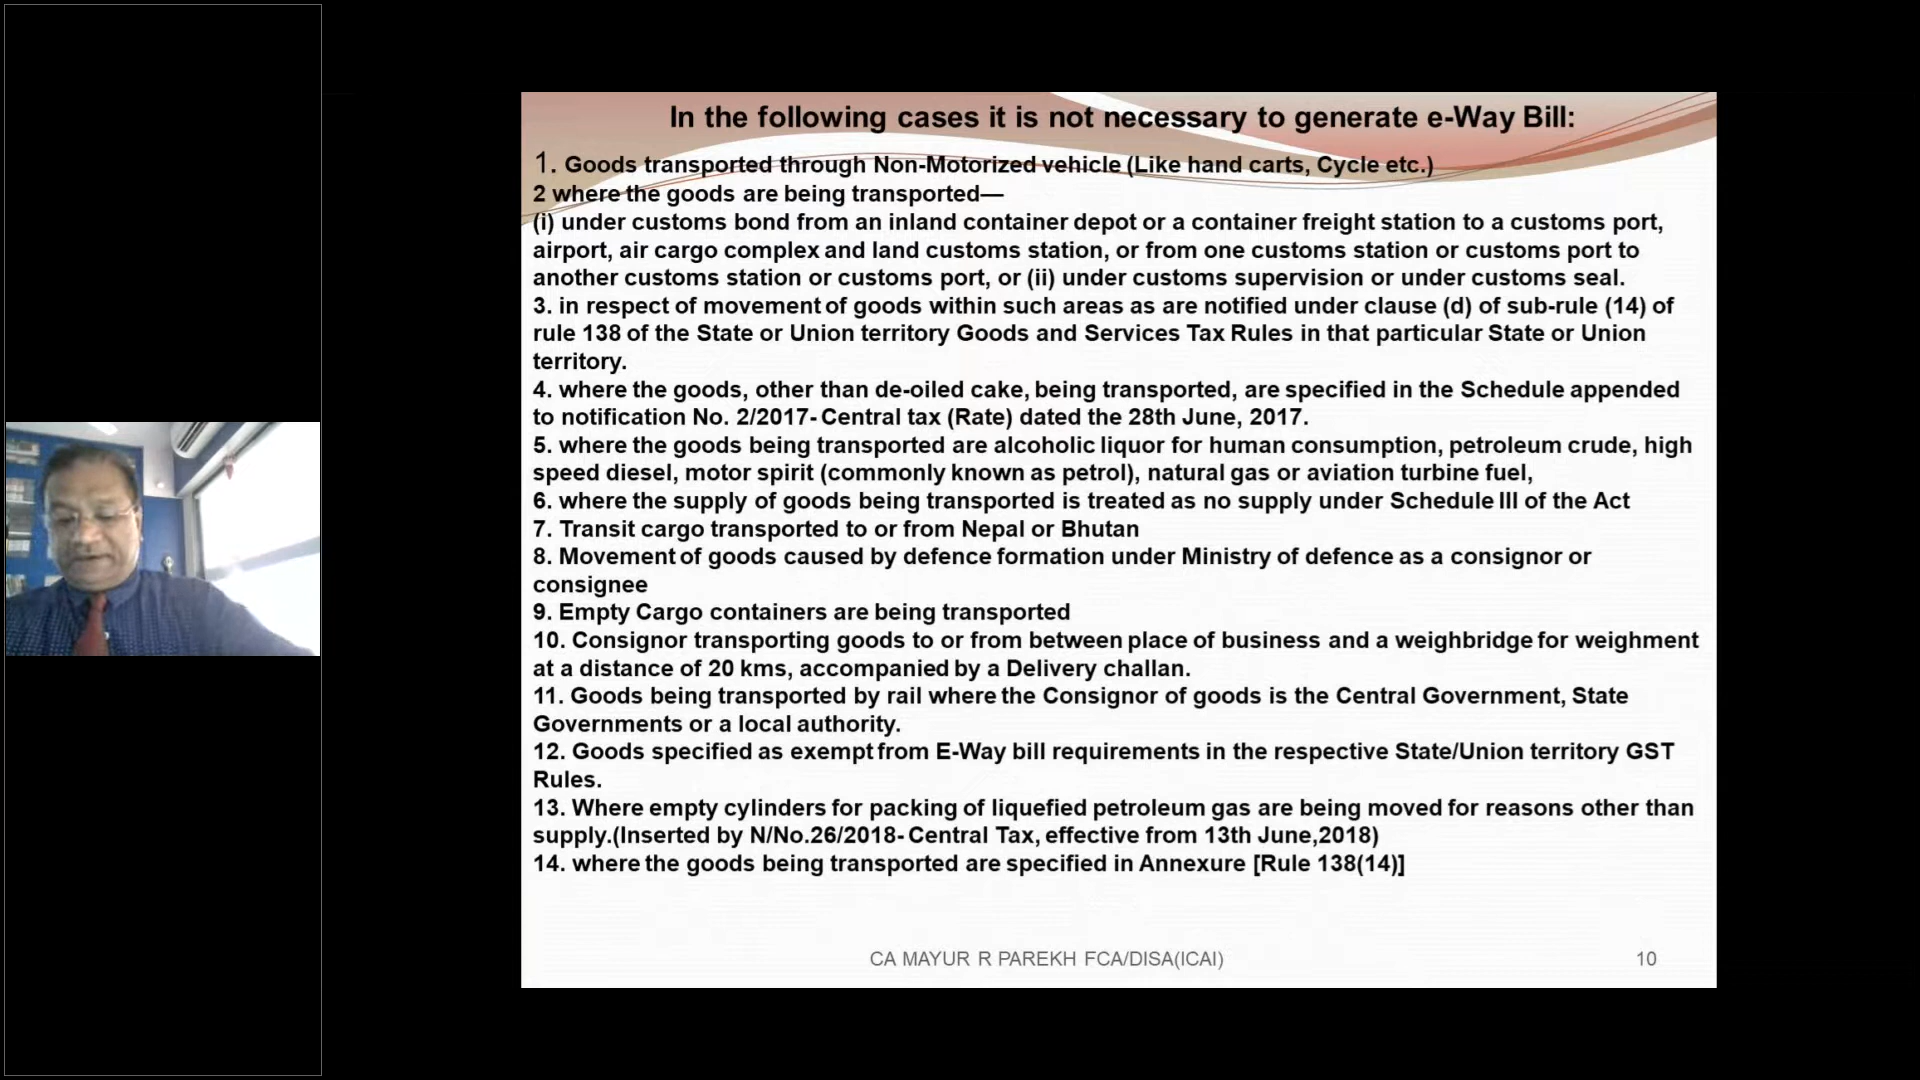 In the following cases it is not necessary to generate e-Way Bill:
1. Goods transported through Non-Motorized vehicle (Like hand carts, Cycle etc.)
2 where the goods are being transported—
(i) under customs bond from an inland container depot or a container freight station to a customs port,
airport, air cargo complex and land customs station, or from one customs station or customs port to
another customs station or customs port, or (ii) under customs supervision or under customs seal.
3. in respect of movement of goods within such areas as are notified under clause (d) of sub-rule (14) of
rule 138 of the State or Union territory Goods and Services Tax Rules in that particular State or Union
territory.
4. where the goods, other than de-oiled cake, being transported, are specified in the Schedule appended
to notification No. 2/2017- Central tax (Rate) dated the 28th June, 2017.
5. where the goods being transported are alcoholic liquor for human consumption, petroleum crude, high
speed diesel, motor spirit (commonly known as petrol), natural gas or aviation turbine fuel,
6. where the supply of goods being transported is treated as no supply under Schedule III of the Act
7. Transit cargo transported to or from Nepal or Bhutan
8. Movement of goods caused by defence formation under Ministry of defence as a consignor or
consignee
9. Empty Cargo containers are being transported
10. Consignor transporting goods to or from between place of business and a weighbridge for weighment
at a distance of 20 kms, accompanied by a Delivery challan.
11. Goods being transported by rail where the Consignor of goods is the Central Government, State
Governments or a local authority.
12. Goods specified as exempt from E-Way bill requirements in the respective State/Union territory GST
Rules.
13. Where empty cylinders for packing of liquefied petroleum gas are being moved for reasons other than
supply.(Inserted by N/No.26/2018- Central Tax, effective from 13th June,2018)
14. where the goods being transported are specified in Annexure [Rule 138(14)]
CA MAYUR R PAREKH FCA/DISA(ICAI)
10